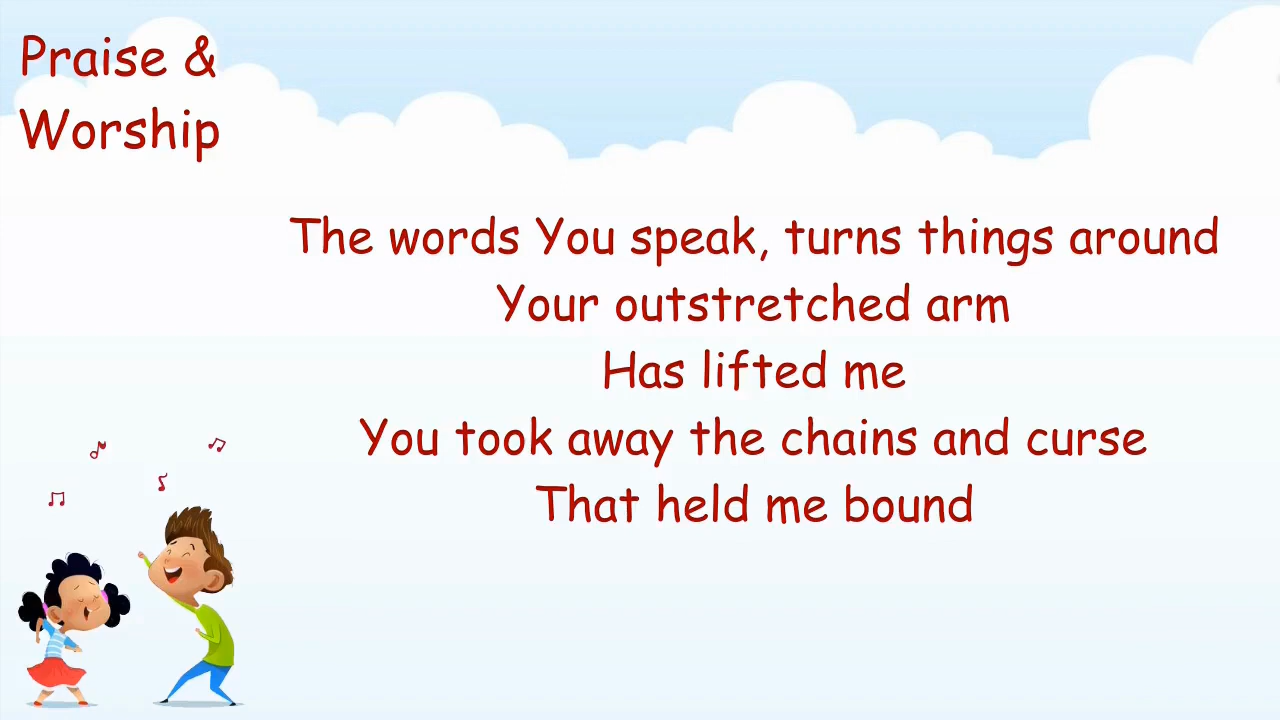 Praise &
Worship
The words You speak, turns things around
Your outstretched arm
Has lifted me
You took away the chains and curse
That held me bound